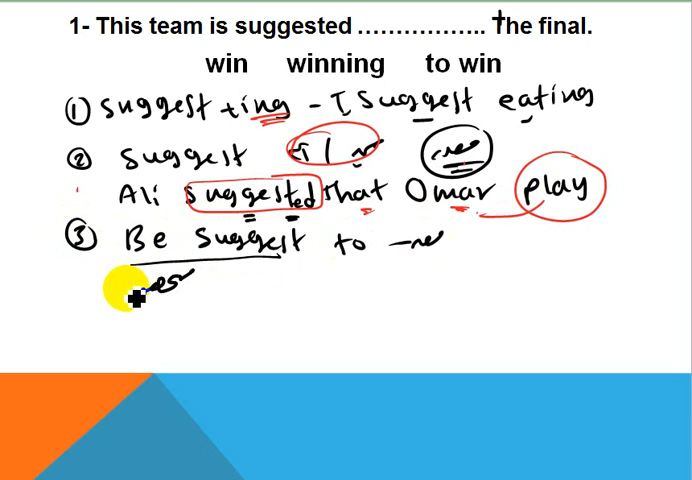 1- This team is suggested …………….. the final.
win winning to win
① suggest + ing - I suggest eating
② suggest
Ali suggested that Omar play
③ Be suggest to